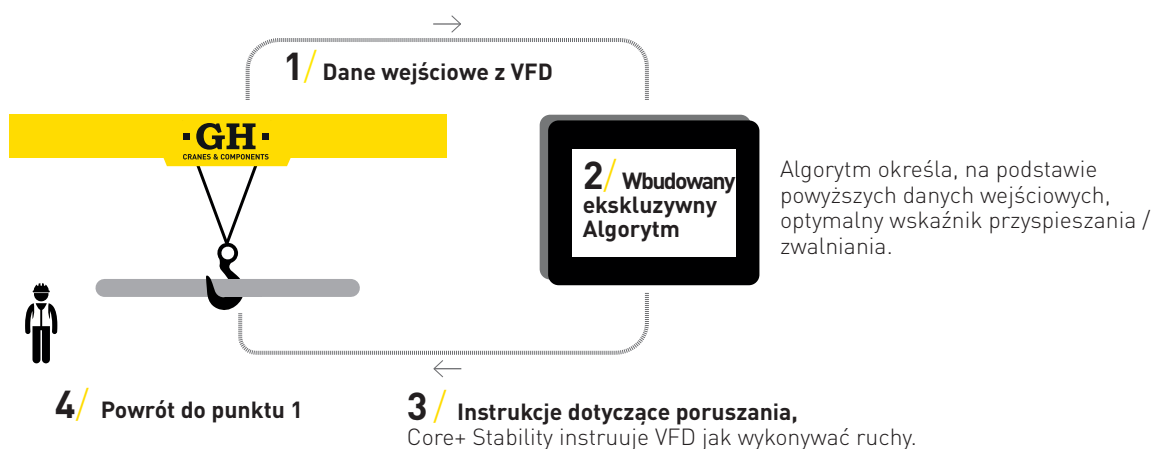 1/ Dane wejściowe z VFD
·GH·
CRANES & COMPONENTS
2/ Wbudowany
ekskluzywny
Algorytm
Algorytm określa, na podstawie
powyższych danych wejściowych,
optymalny wskaźnik przyspieszania /
zwalniania.
4/ Powrót do punktu 1
3/ Instrukcje dotyczące poruszania,
Core+ Stability instruuje VFD jak wykonywać ruchy.